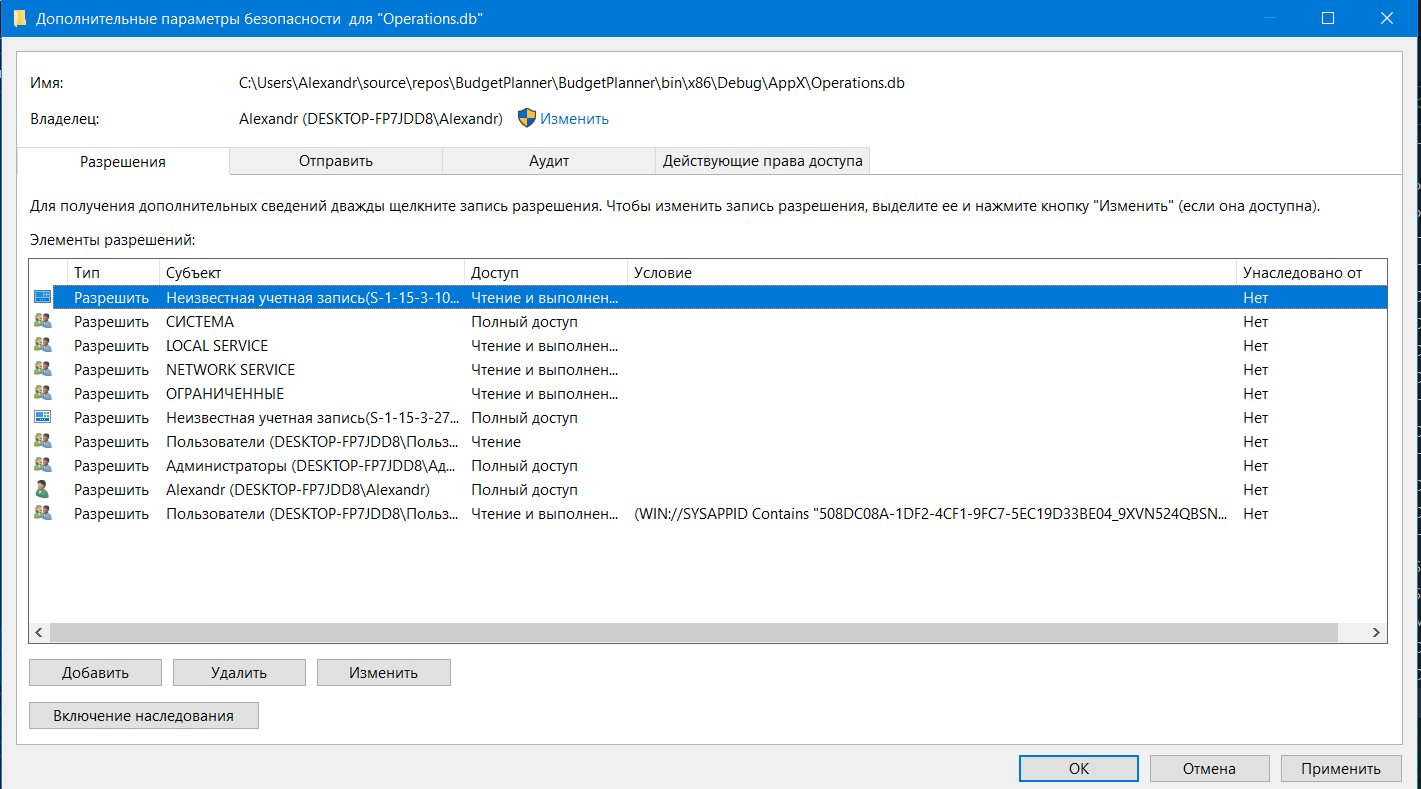 Дополнительные параметры безопасности для "Operations.db"
Имя: C:\Users\Alexandr\source\repos\BudgetPlanner\BudgetPlanner\bin\x86\Debug\AppX\Operations.db
Владелец: Alexandr (DESKTOP-FP7JDD8\Alexandr) Изменить
Разрешения Отправить Аудит Действующие права доступа
Для получения дополнительных сведений дважды щелкните запись разрешения. Чтобы изменить запись разрешения, выделите ее и нажмите кнопку "Изменить" (если она доступна).
Элементы разрешений:
Тип Субъект Доступ Условие Унаследовано от
Разрешить Неизвестная учетная запись(S-1-15-3-10... Чтение и выполнен... Нет
Разрешить СИСТЕМА Полный доступ Нет
Разрешить LOCAL SERVICE Чтение и выполнен... Нет
Разрешить NETWORK SERVICE Чтение и выполнен... Нет
Разрешить ОГРАНИЧЕННЫЕ Чтение и выполнен... Нет
Разрешить Неизвестная учетная запись(S-1-15-3-27... Полный доступ Нет
Разрешить Пользователи (DESKTOP-FP7JDD8\Польз... Чтение Нет
Разрешить Администраторы (DESKTOP-FP7JDD8\Ад... Полный доступ Нет
Разрешить Alexandr (DESKTOP-FP7JDD8\Alexandr) Полный доступ Нет
Разрешить Пользователи (DESKTOP-FP7JDD8\Польз... Чтение и выполнен... (WIN://SYSAPPID Contains "508DC08A-1DF2-4CF1-9FC7-5EC19D33BE04_9XVN524QBSN... Нет
Добавить Удалить Изменить
Включение наследования
ОК Отмена Применить